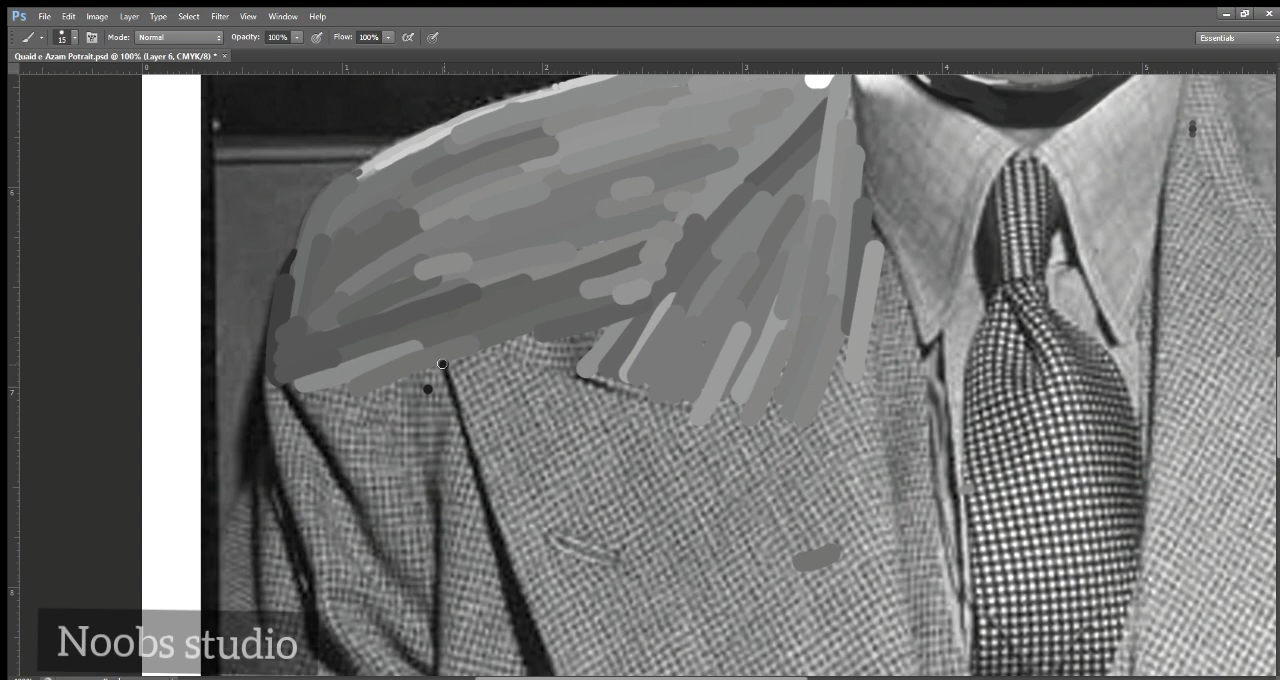 Ps File Edit Image Layer Type Select Filter View Window Help
15 Mode: Normal Opacity: 100% Flow: 100% Essentials
Quaid e Azam Potrait.psd @ 100% (Layer 6, CMYK/8) * ×
0 1 2 3 4 5
6
7
8
Noobs studio